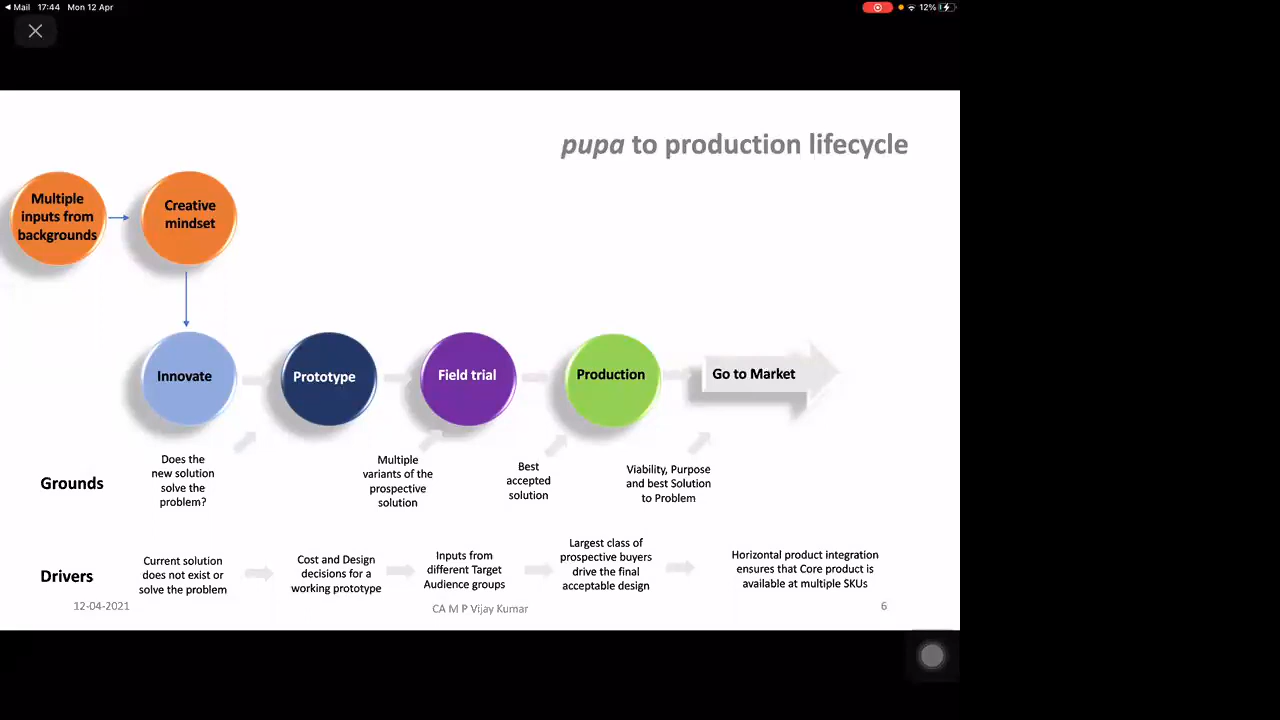 Mail 17:44 Mon 12 Apr
12%
pupa to production lifecycle
Multiple
inputs from
backgrounds
Creative
mindset
Innovate
Prototype
Field trial
Production
Go to Market
Grounds
Does the
new solution
solve the
problem?
Multiple
variants of the
prospective
solution
Best
accepted
solution
Viability, Purpose
and best Solution
to Problem
Drivers
Current solution
does not exist or
solve the problem
Cost and Design
decisions for a
working prototype
Inputs from
different Target
Audience groups
Largest class of
prospective buyers
drive the final
acceptable design
Horizontal product integration
ensures that Core product is
available at multiple SKUs
12-04-2021
CA M P Vijay Kumar
6